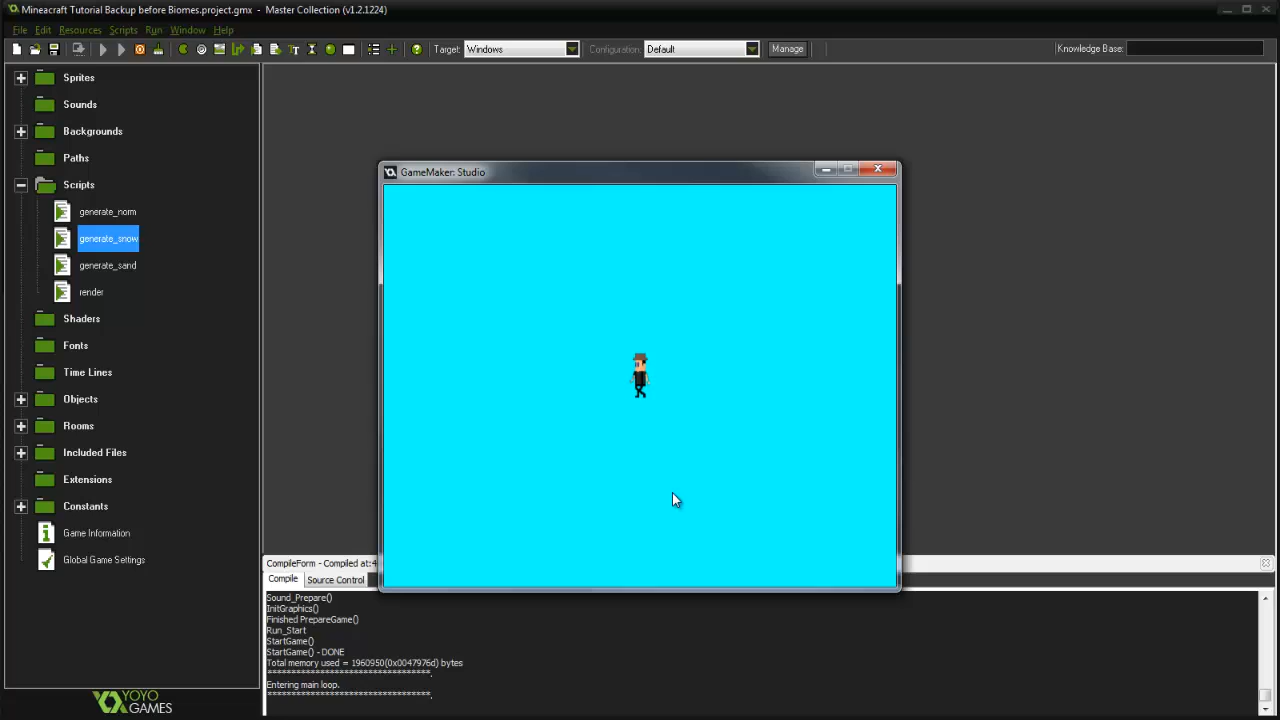 Mineacraft Tutorial Backup before Biomes.project.gmx - Master Collection (v1.2.1224)
File Edit Resources Scripts Run Window Help
Target: Windows Configuration: Default Manage Knowledge Base:
Sprites
Sounds
Backgrounds
Paths
Scripts
generate_norm
generate_snow
generate_sand
render
Shaders
Fonts
Time Lines
Objects
Rooms
Included Files
Extensions
Constants
Game Information
Global Game Settings
YOYO
GAMES
GameMaker: Studio
CompileForm - Compiled at:4
Compile Source Control
Sound_Prepare()
InitGraphics()
Finished PrepareGame()
Run_Start
StartGame()
StartGame() - DONE
Total memory used = 1960950(0x0047976d) bytes
**********************************.
Entering main loop.
**********************************.